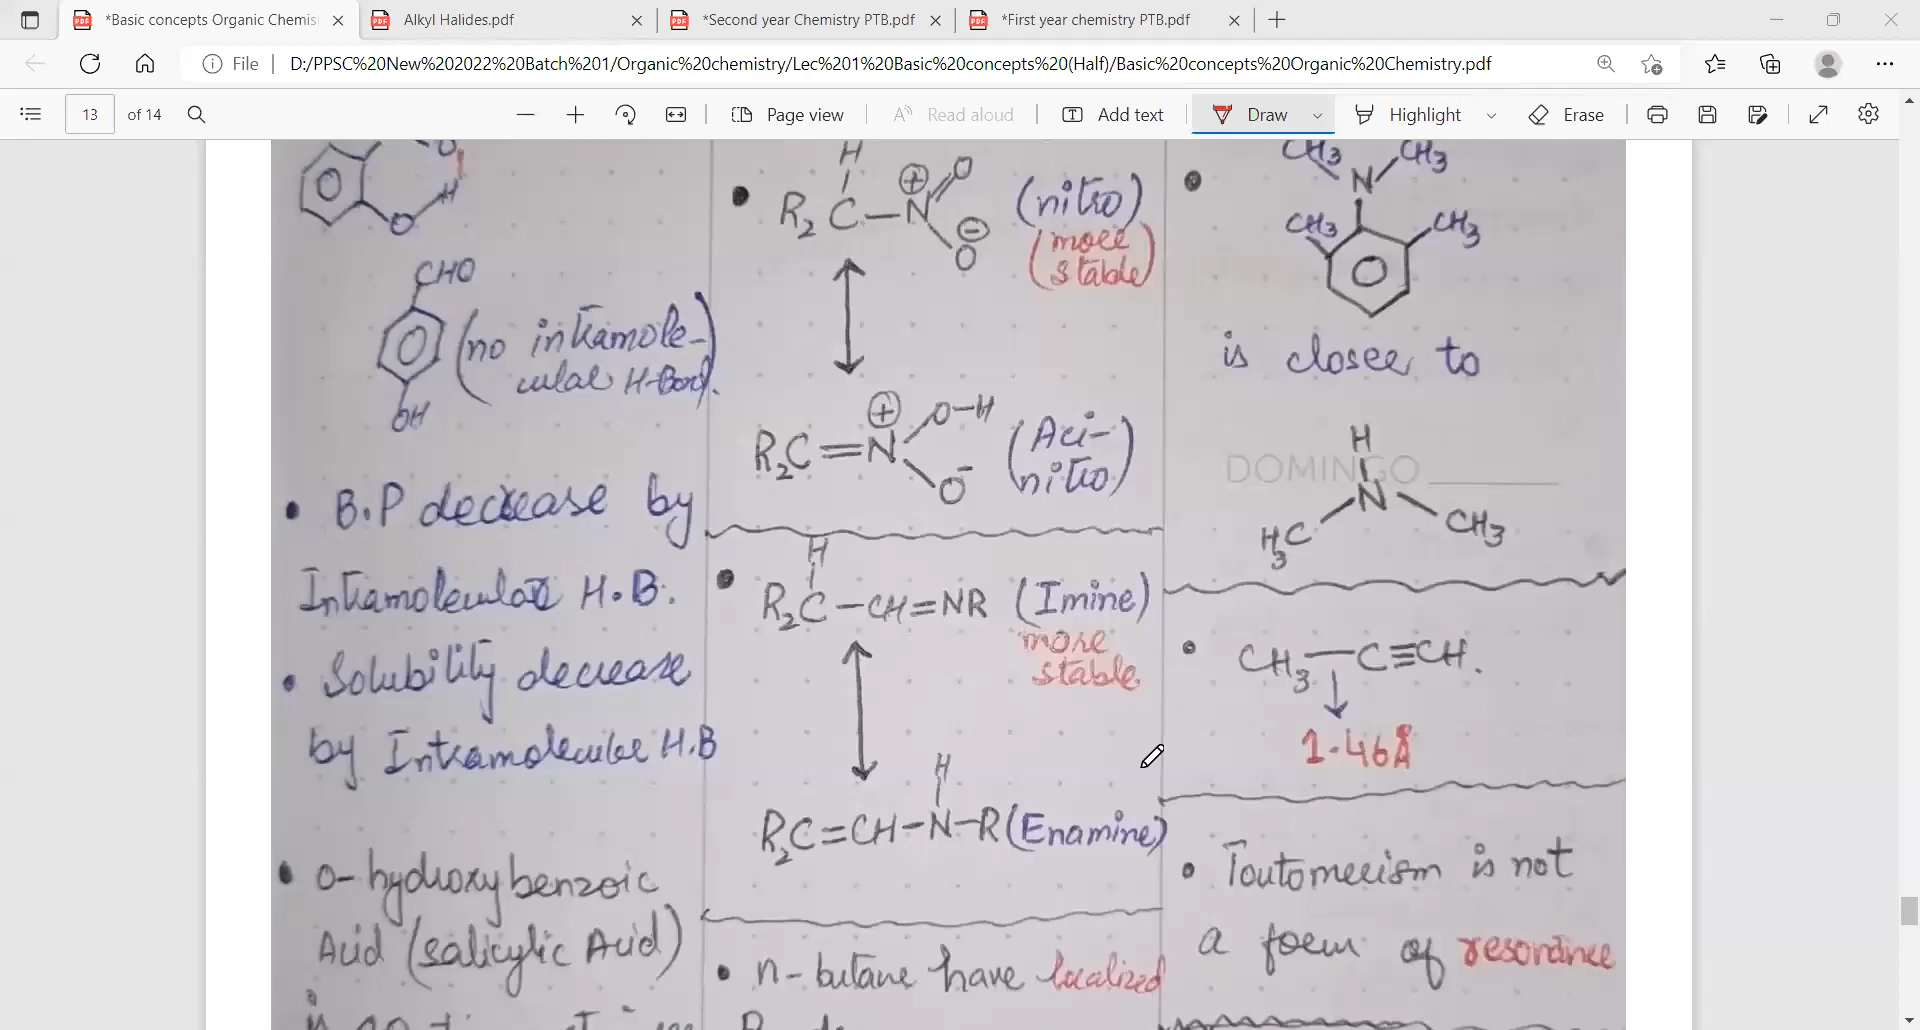 *Basic concepts Organic Chemis
Alkyl Halides.pdf
*Second year Chemistry PTB.pdf
*First year chemistry PTB.pdf
File
D:/PPSC%20New%202022%20Batch%201/Organic%20chemistry/Lec%201%20Basic%20concepts%20(Half)/Basic%20concepts%20Organic%20Chemistry.pdf
13 of 14
Page view
Read aloud
Add text
Draw
Highlight
Erase
H
O
CHO
(no intramole-
cular H-Bond).
OH
• B.P decrease by
Intramolecular H.B.
• Solubility decrease
by Intramolecular H.B
• o-hydroxybenzoic
Acid (salicylic Acid)
H
• R2C-N
⊕
O
⊖
O
(nitro)
(more
stable)
R2C=N
⊕
O-H
O-
(Aci-
nitro)
H
• R2C-CH=NR (Imine)
more
stable
H
R2C=CH-N-R (Enamine)
• n-butane have localized
CH3 CH3
N
CH3 CH3
is closer to
DOMINGO
H
N
H3C CH3
• CH3-C≡CH.
1.46Å
• Toutomerism is not
a form of resonance